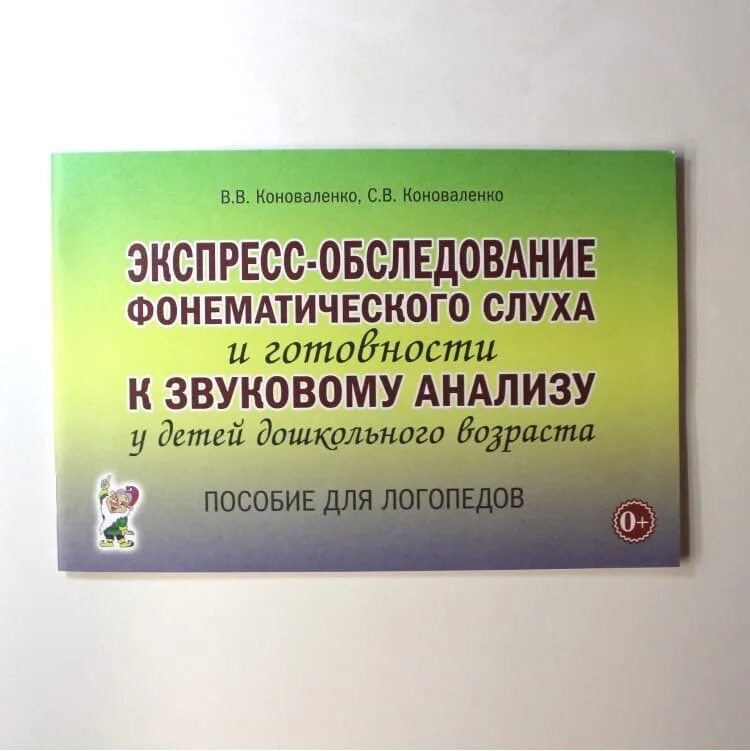 В.В. Коноваленко, С.В. Коноваленко
ЭКСПРЕСС-ОБСЛЕДОВАНИЕ
ФОНЕМАТИЧЕСКОГО СЛУХА
и готовности
К ЗВУКОВОМУ АНАЛИЗУ
у детей дошкольного возраста
ПОСОБИЕ ДЛЯ ЛОГОПЕДОВ
0+